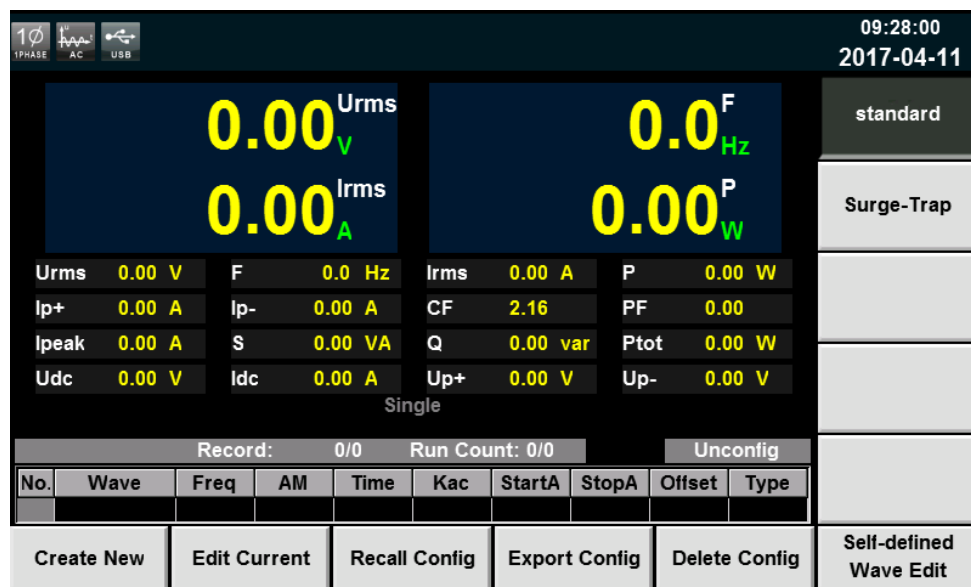 1Ø
1PHASE
AC
USB
09:28:00
2017-04-11
0.00 Urms V
0.0 F Hz
0.00 Irms A
0.00 P W
standard
Surge-Trap
Urms 0.00 V F 0.0 Hz Irms 0.00 A P 0.00 W
Ip+ 0.00 A Ip- 0.00 A CF 2.16 PF 0.00
Ipeak 0.00 A S 0.00 VA Q 0.00 var Ptot 0.00 W
Udc 0.00 V Idc 0.00 A Up+ 0.00 V Up- 0.00 V
Single
Record: 0/0 Run Count: 0/0 Unconfig
No. Wave Freq AM Time Kac StartA StopA Offset Type
Create New Edit Current Recall Config Export Config Delete Config
Self-defined
Wave Edit